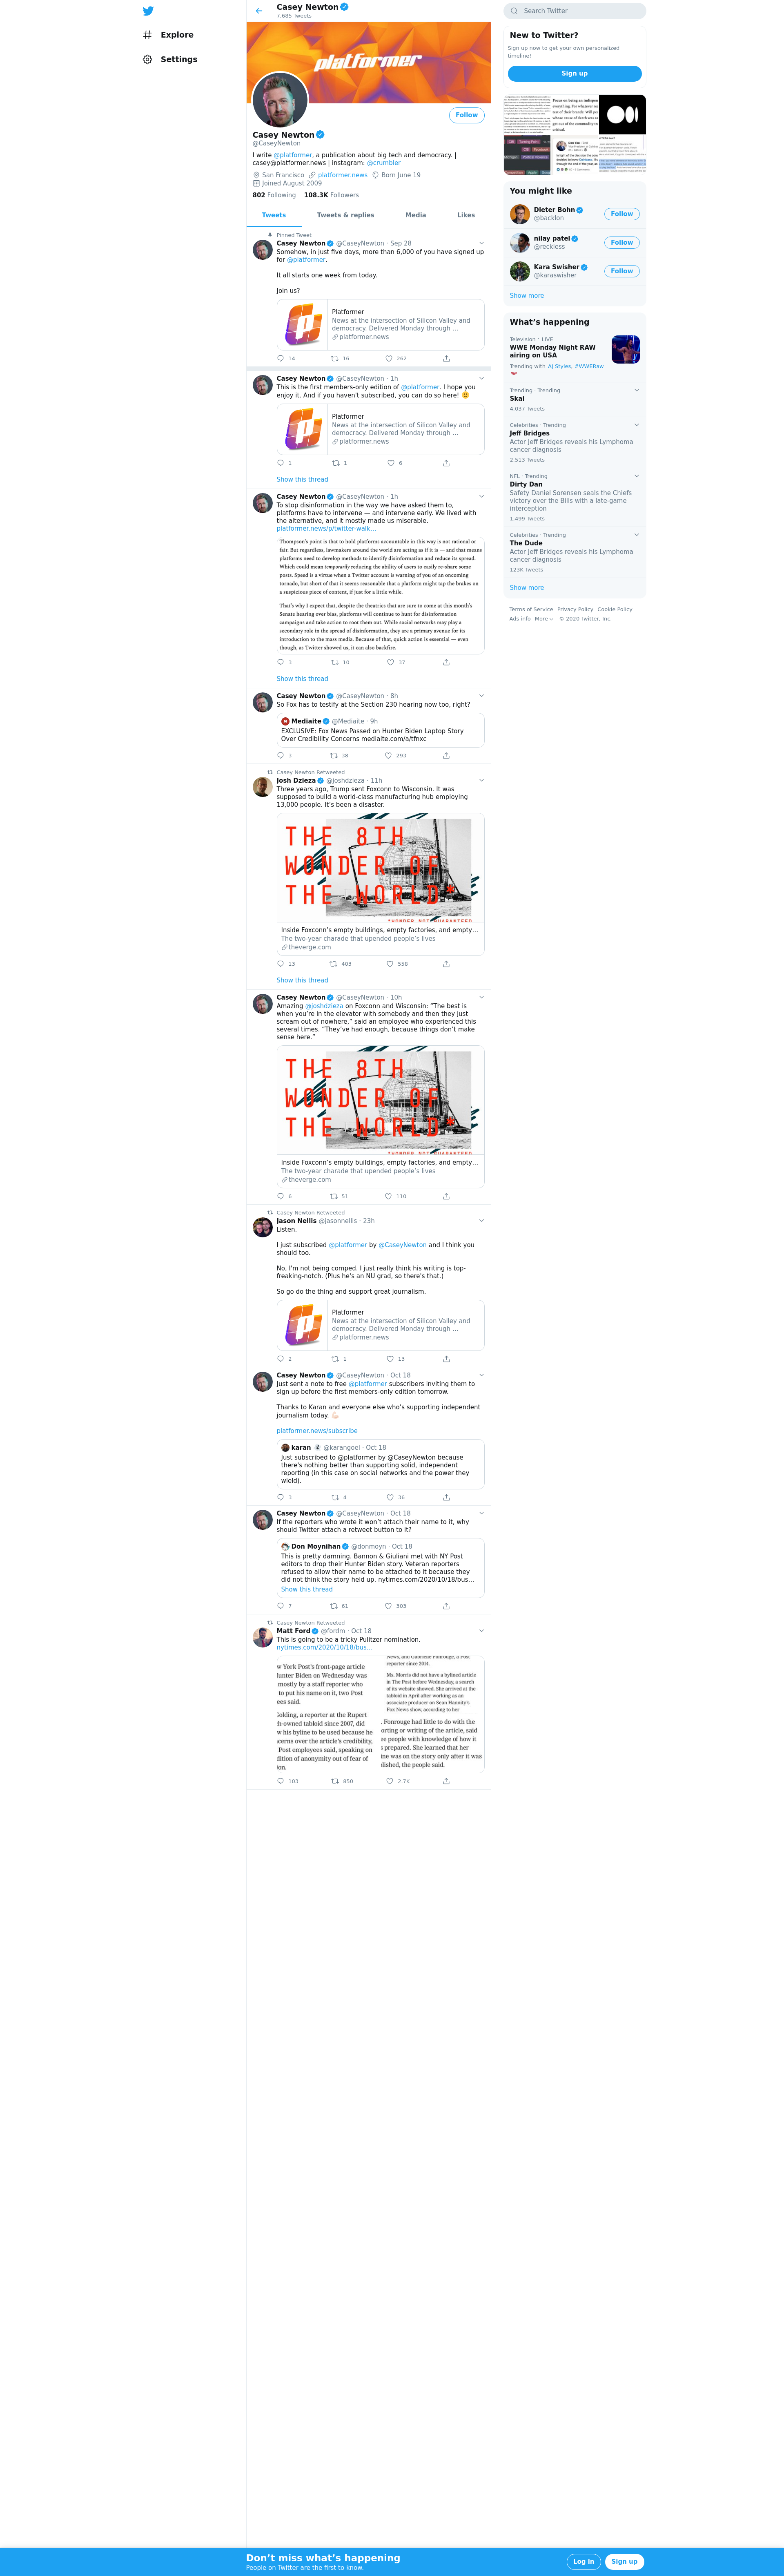 Casey Newton
7,685 Tweets
Explore
Settings
platformer
Follow
Casey Newton
@CaseyNewton
I write @platformer, a publication about big tech and democracy. |
casey@platformer.news | instagram: @crumbler
San Francisco platformer.news Born June 19
Joined August 2009
802 Following 108.3K Followers
Tweets Tweets & replies Media Likes
Pinned Tweet
Casey Newton @CaseyNewton · Sep 28
Somehow, in just five days, more than 6,000 of you have signed up
for @platformer.
It all starts one week from today.
Join us?
Platformer
News at the intersection of Silicon Valley and
democracy. Delivered Monday through ...
platformer.news
14 16 262
Casey Newton @CaseyNewton · 1h
This is the first members-only edition of @platformer. I hope you
enjoy it. And if you haven't subscribed, you can do so here!
Platformer
News at the intersection of Silicon Valley and
democracy. Delivered Monday through ...
platformer.news
1 1 6
Show this thread
Casey Newton @CaseyNewton · 1h
To stop disinformation in the way we have asked them to,
platforms have to intervene — and intervene early. We lived with
the alternative, and it mostly made us miserable.
platformer.news/p/twitter-walk...
Thompson's point is that to hold platforms accountable in this way is not rational or
fair. But regardless, lawmakers around the world are acting as if it is — and that means
platforms need to develop methods to identify disinformation and reduce its spread.
Which could mean temporarily reducing the ability of users to easily re-share some
posts. Speed is a virtue when a Twitter account is warning of you of an oncoming
tornado, but short of that is it seems reasonable that a platform might tap the brakes on
a suspicious piece of content, if just for a little while.
That's why I suspect that, despite the theatrics that are sure to come at this month's
Senate hearing over bias, platforms will continue to hunt for disinformation
campaigns and take action to root them out. While social networks may play a
secondary role in the spread of disinformation, they are a primary avenue for its
introduction to the mass media. Because of that, quick action is essential — even
though, as Twitter showed us, it can also backfire.
3 10 37
Show this thread
Casey Newton @CaseyNewton · 8h
So Fox has to testify at the Section 230 hearing now too, right?
Mediaite @Mediaite · 9h
EXCLUSIVE: Fox News Passed on Hunter Biden Laptop Story
Over Credibility Concerns mediaite.com/a/tfnxc
3 38 293
Casey Newton Retweeted
Josh Dzieza @joshdzieza · 11h
Three years ago, Trump sent Foxconn to Wisconsin. It was
supposed to build a world-class manufacturing hub employing
13,000 people. It's been a disaster.
THE 8TH
WONDER OF
THE WORLD*
*WONDER NOT GUARANTEED
Inside Foxconn's empty buildings, empty factories, and empty...
The two-year charade that upended people's lives
theverge.com
13 403 558
Show this thread
Casey Newton @CaseyNewton · 10h
Amazing @joshdzieza on Foxconn and Wisconsin: "The best is
when you're in the elevator with somebody and then they just
scream out of nowhere," said an employee who experienced this
several times. "They've had enough, because things don't make
sense here."
THE 8TH
WONDER OF
THE WORLD*
*WONDER NOT GUARANTEED
Inside Foxconn's empty buildings, empty factories, and empty...
The two-year charade that upended people's lives
theverge.com
6 51 110
Casey Newton Retweeted
Jason Nellis @jasonnellis · 23h
Listen.
I just subscribed @platformer by @CaseyNewton and I think you
should too.
No, I'm not being comped. I just really think his writing is top-
freaking-notch. (Plus he's an NU grad, so there's that.)
So go do the thing and support great journalism.
Platformer
News at the intersection of Silicon Valley and
democracy. Delivered Monday through ...
platformer.news
2 1 13
Casey Newton @CaseyNewton · Oct 18
Just sent a note to free @platformer subscribers inviting them to
sign up before the first members-only edition tomorrow.
Thanks to Karan and everyone else who's supporting independent
journalism today.
platformer.news/subscribe
karan @karangoel · Oct 18
Just subscribed to @platformer by @CaseyNewton because
there's nothing better than supporting solid, independent
reporting (in this case on social networks and the power they
wield).
3 4 36
Casey Newton @CaseyNewton · Oct 18
If the reporters who wrote it won't attach their name to it, why
should Twitter attach a retweet button to it?
Don Moynihan @donmoyn · Oct 18
This is pretty damning. Bannon & Giuliani met with NY Post
editors to drop their Hunter Biden story. Veteran reporters
refused to allow their name to be attached to it because they
did not think the story held up. nytimes.com/2020/10/18/bus...
Show this thread
7 61 303
Casey Newton Retweeted
Matt Ford @fordm · Oct 18
This is going to be a tricky Pulitzer nomination.
nytimes.com/2020/10/18/bus...
w York Post's front-page article
Hunter Biden on Wednesday was
mostly by a staff reporter who
to put his name on it, two Post
ees said.
Golding, a reporter at the Rupert
h-owned tabloid since 2007, did
w his byline to be used because he
cerns over the article's credibility,
Post employees said, speaking on
dition of anonymity out of fear of
ion.
News, and Gabrielle Fonrouge, a Post
reporter since 2014.
Ms. Morris did not have a bylined article
in The Post before Wednesday, a search
of its website showed. She arrived at the
tabloid in April after working as an
associate producer on Sean Hannity's
Fox News show, according to her
. Fonrouge had little to do with the
orting or writing of the article, said
ee people with knowledge of how it
s prepared. She learned that her
ine was on the story only after it was
lished, the people said.
103 850 2.7K
Search Twitter
New to Twitter?
Sign up now to get your own personalized
timeline!
Sign up
You might like
Dieter Bohn
@backlon
Follow
nilay patel
@reckless
Follow
Kara Swisher
@karaswisher
Follow
Show more
What's happening
Television · LIVE
WWE Monday Night RAW
airing on USA
Trending with AJ Styles, #WWERaw
Trending · Trending
Skai
4,037 Tweets
Celebrities · Trending
Jeff Bridges
Actor Jeff Bridges reveals his Lymphoma
cancer diagnosis
2,513 Tweets
NFL · Trending
Dirty Dan
Safety Daniel Sorensen seals the Chiefs
victory over the Bills with a late-game
interception
1,499 Tweets
Celebrities · Trending
The Dude
Actor Jeff Bridges reveals his Lymphoma
cancer diagnosis
123K Tweets
Show more
Terms of Service Privacy Policy Cookie Policy
Ads info More © 2020 Twitter, Inc.
Don't miss what's happening
People on Twitter are the first to know.
Log in Sign up